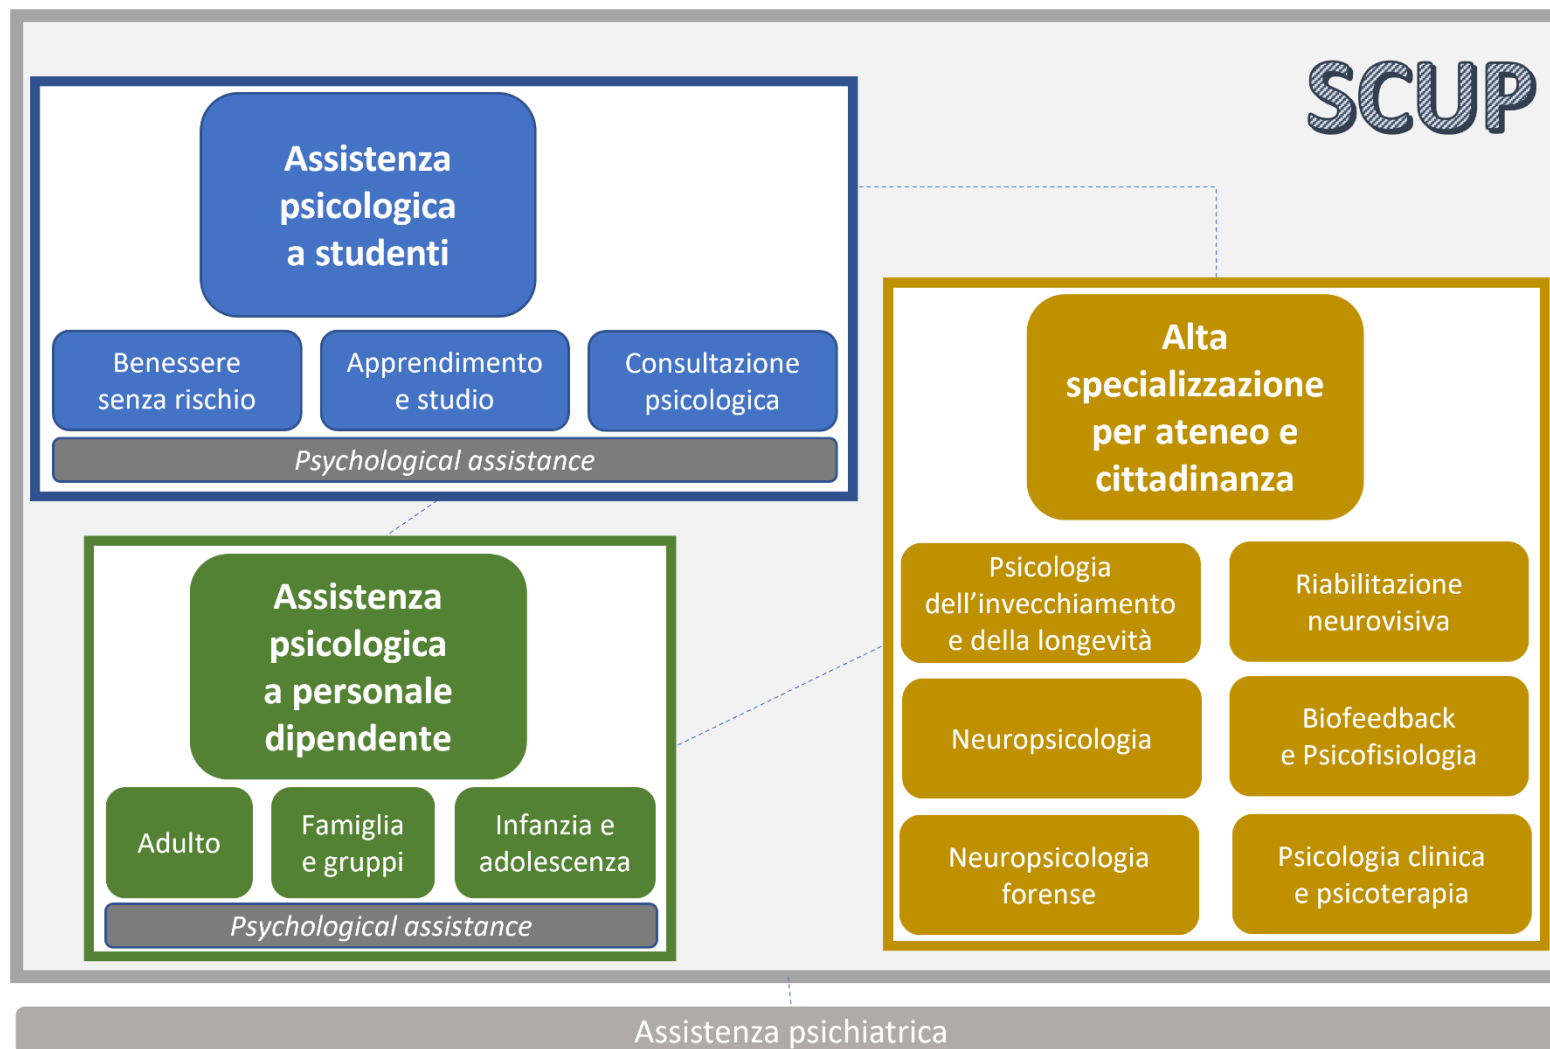 SCUP
Assistenza
psicologica
a studenti
Benessere
senza rischio
Apprendimento
e studio
Consultazione
psicologica
Psychological assistance
Alta
specializzazione
per ateneo e
cittadinanza
Psicologia
dell’invecchiamento
e della longevità
Riabilitazione
neurovisiva
Neuropsicologia
Biofeedback
e Psicofisiologia
Neuropsicologia
forense
Psicologia clinica
e psicoterapia
Assistenza
psicologica
a personale
dipendente
Adulto
Famiglia
e gruppi
Infanzia e
adolescenza
Psychological assistance
Assistenza psichiatrica